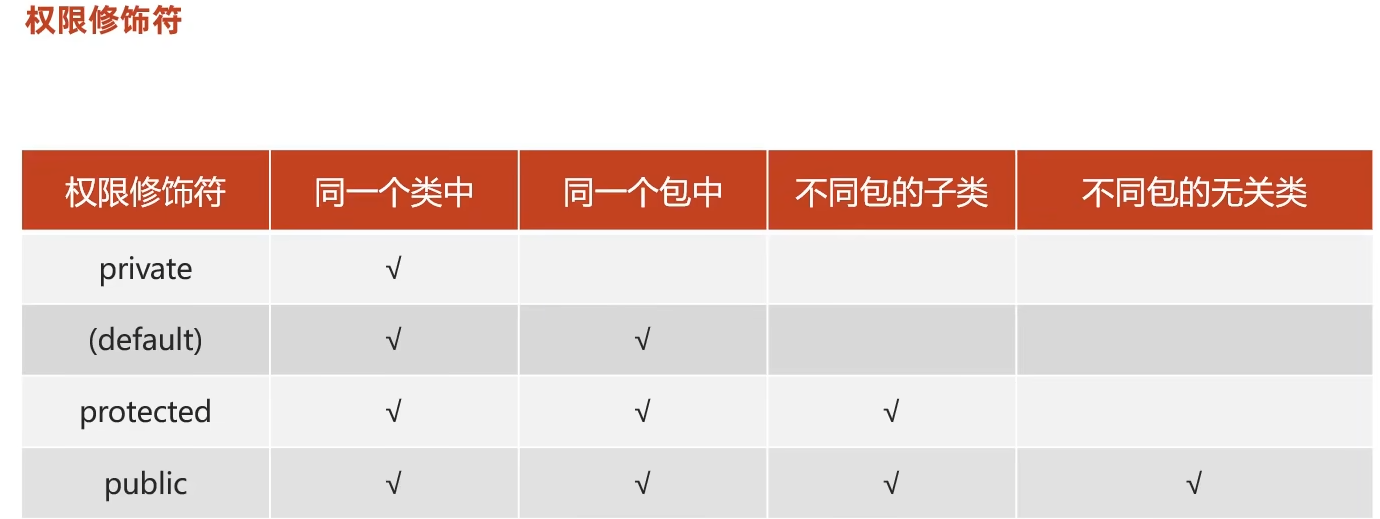 权限修饰符
权限修饰符 同一个类中 同一个包中 不同包的子类 不同包的无关类
private √
(default) √ √
protected √ √ √
public √ √ √ √